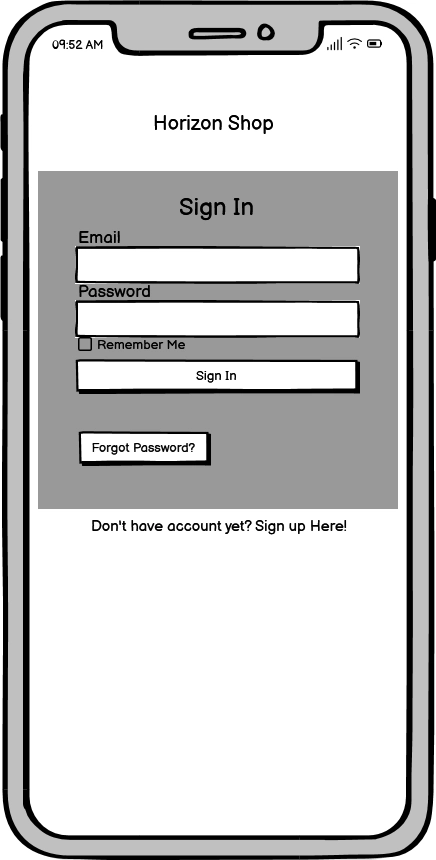 09:52 AM
Horizon Shop
Sign In
Email
Password
Remember Me
Sign In
Forgot Password?
Don't have account yet? Sign up Here!